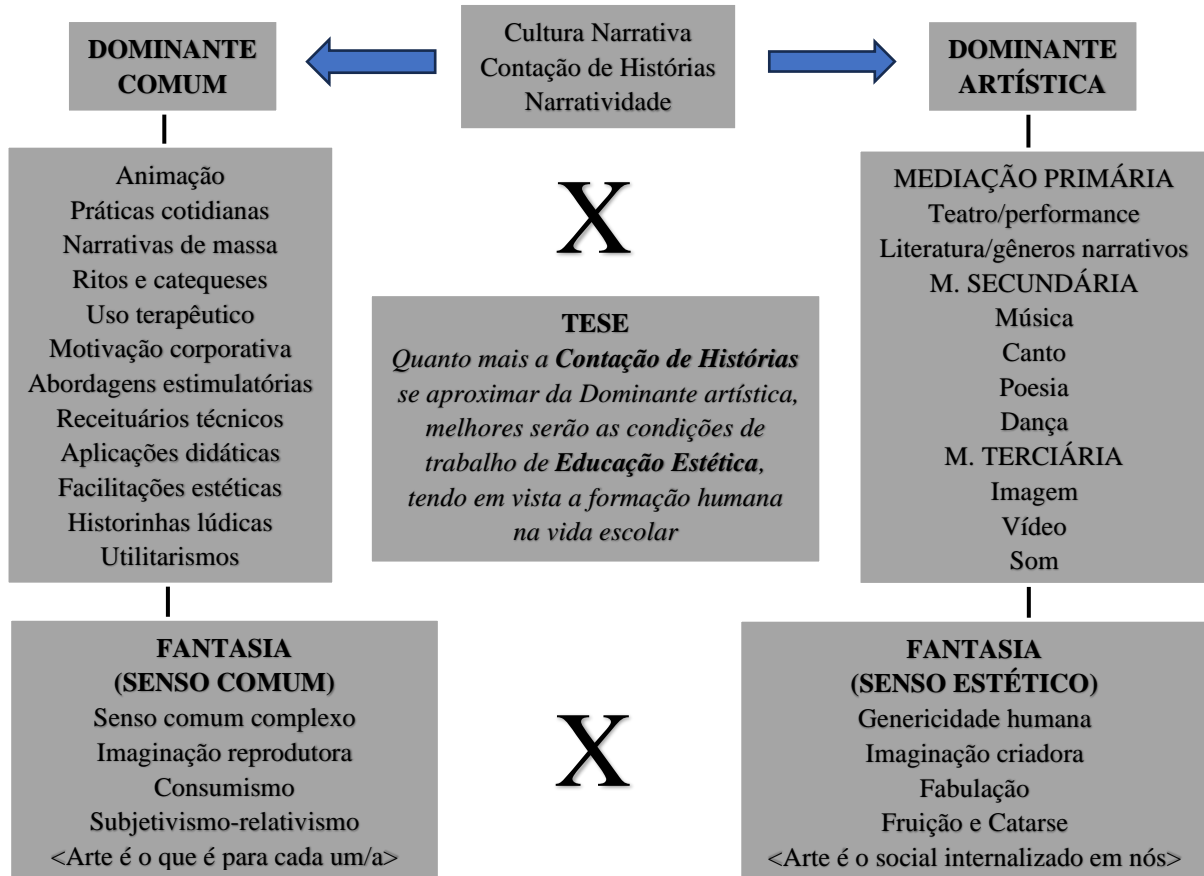 DOMINANTE
COMUM
Cultura Narrativa
Contação de Histórias
Narratividade
DOMINANTE
ARTÍSTICA
Animação
Práticas cotidianas
Narrativas de massa
Ritos e catequeses
Uso terapêutico
Motivação corporativa
Abordagens estimulatórias
Receituários técnicos
Aplicações didáticas
Facilitações estéticas
Historinhas lúdicas
Utilitarismos
X
TESE
Quanto mais a Contação de Histórias
se aproximar da Dominante artística,
melhores serão as condições de
trabalho de Educação Estética,
tendo em vista a formação humana
na vida escolar
MEDIAÇÃO PRIMÁRIA
Teatro/performance
Literatura/gêneros narrativos
M. SECUNDÁRIA
Música
Canto
Poesia
Dança
M. TERCIÁRIA
Imagem
Vídeo
Som
FANTASIA
(SENSO COMUM)
Senso comum complexo
Imaginação reprodutora
Consumismo
Subjetivismo-relativismo
<Arte é o que é para cada um/a>
X
FANTASIA
(SENSO ESTÉTICO)
Genericidade humana
Imaginação criadora
Fabulação
Fruição e Catarse
<Arte é o social internalizado em nós>